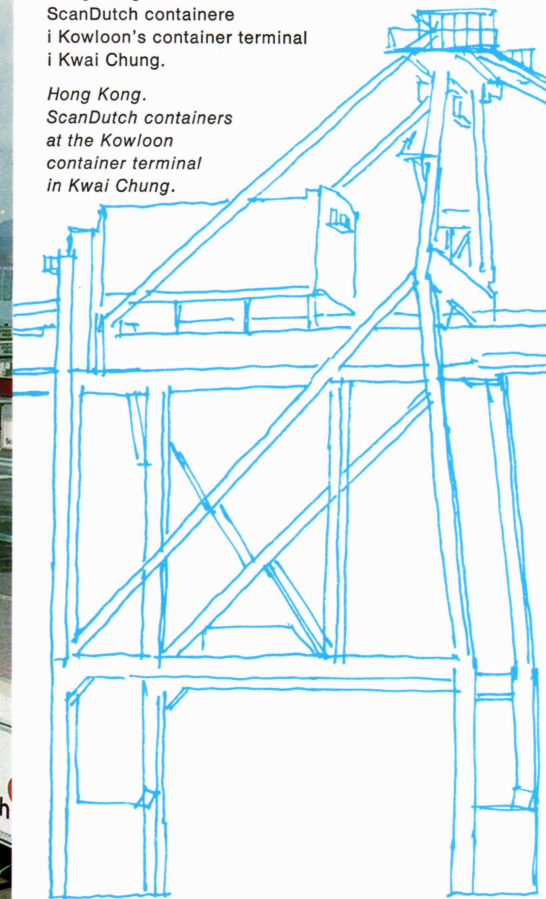 ScanDutch containere
i Kowloon's container terminal
i Kwai Chung.
Hong Kong.
ScanDutch containers
at the Kowloon
container terminal
in Kwai Chung.